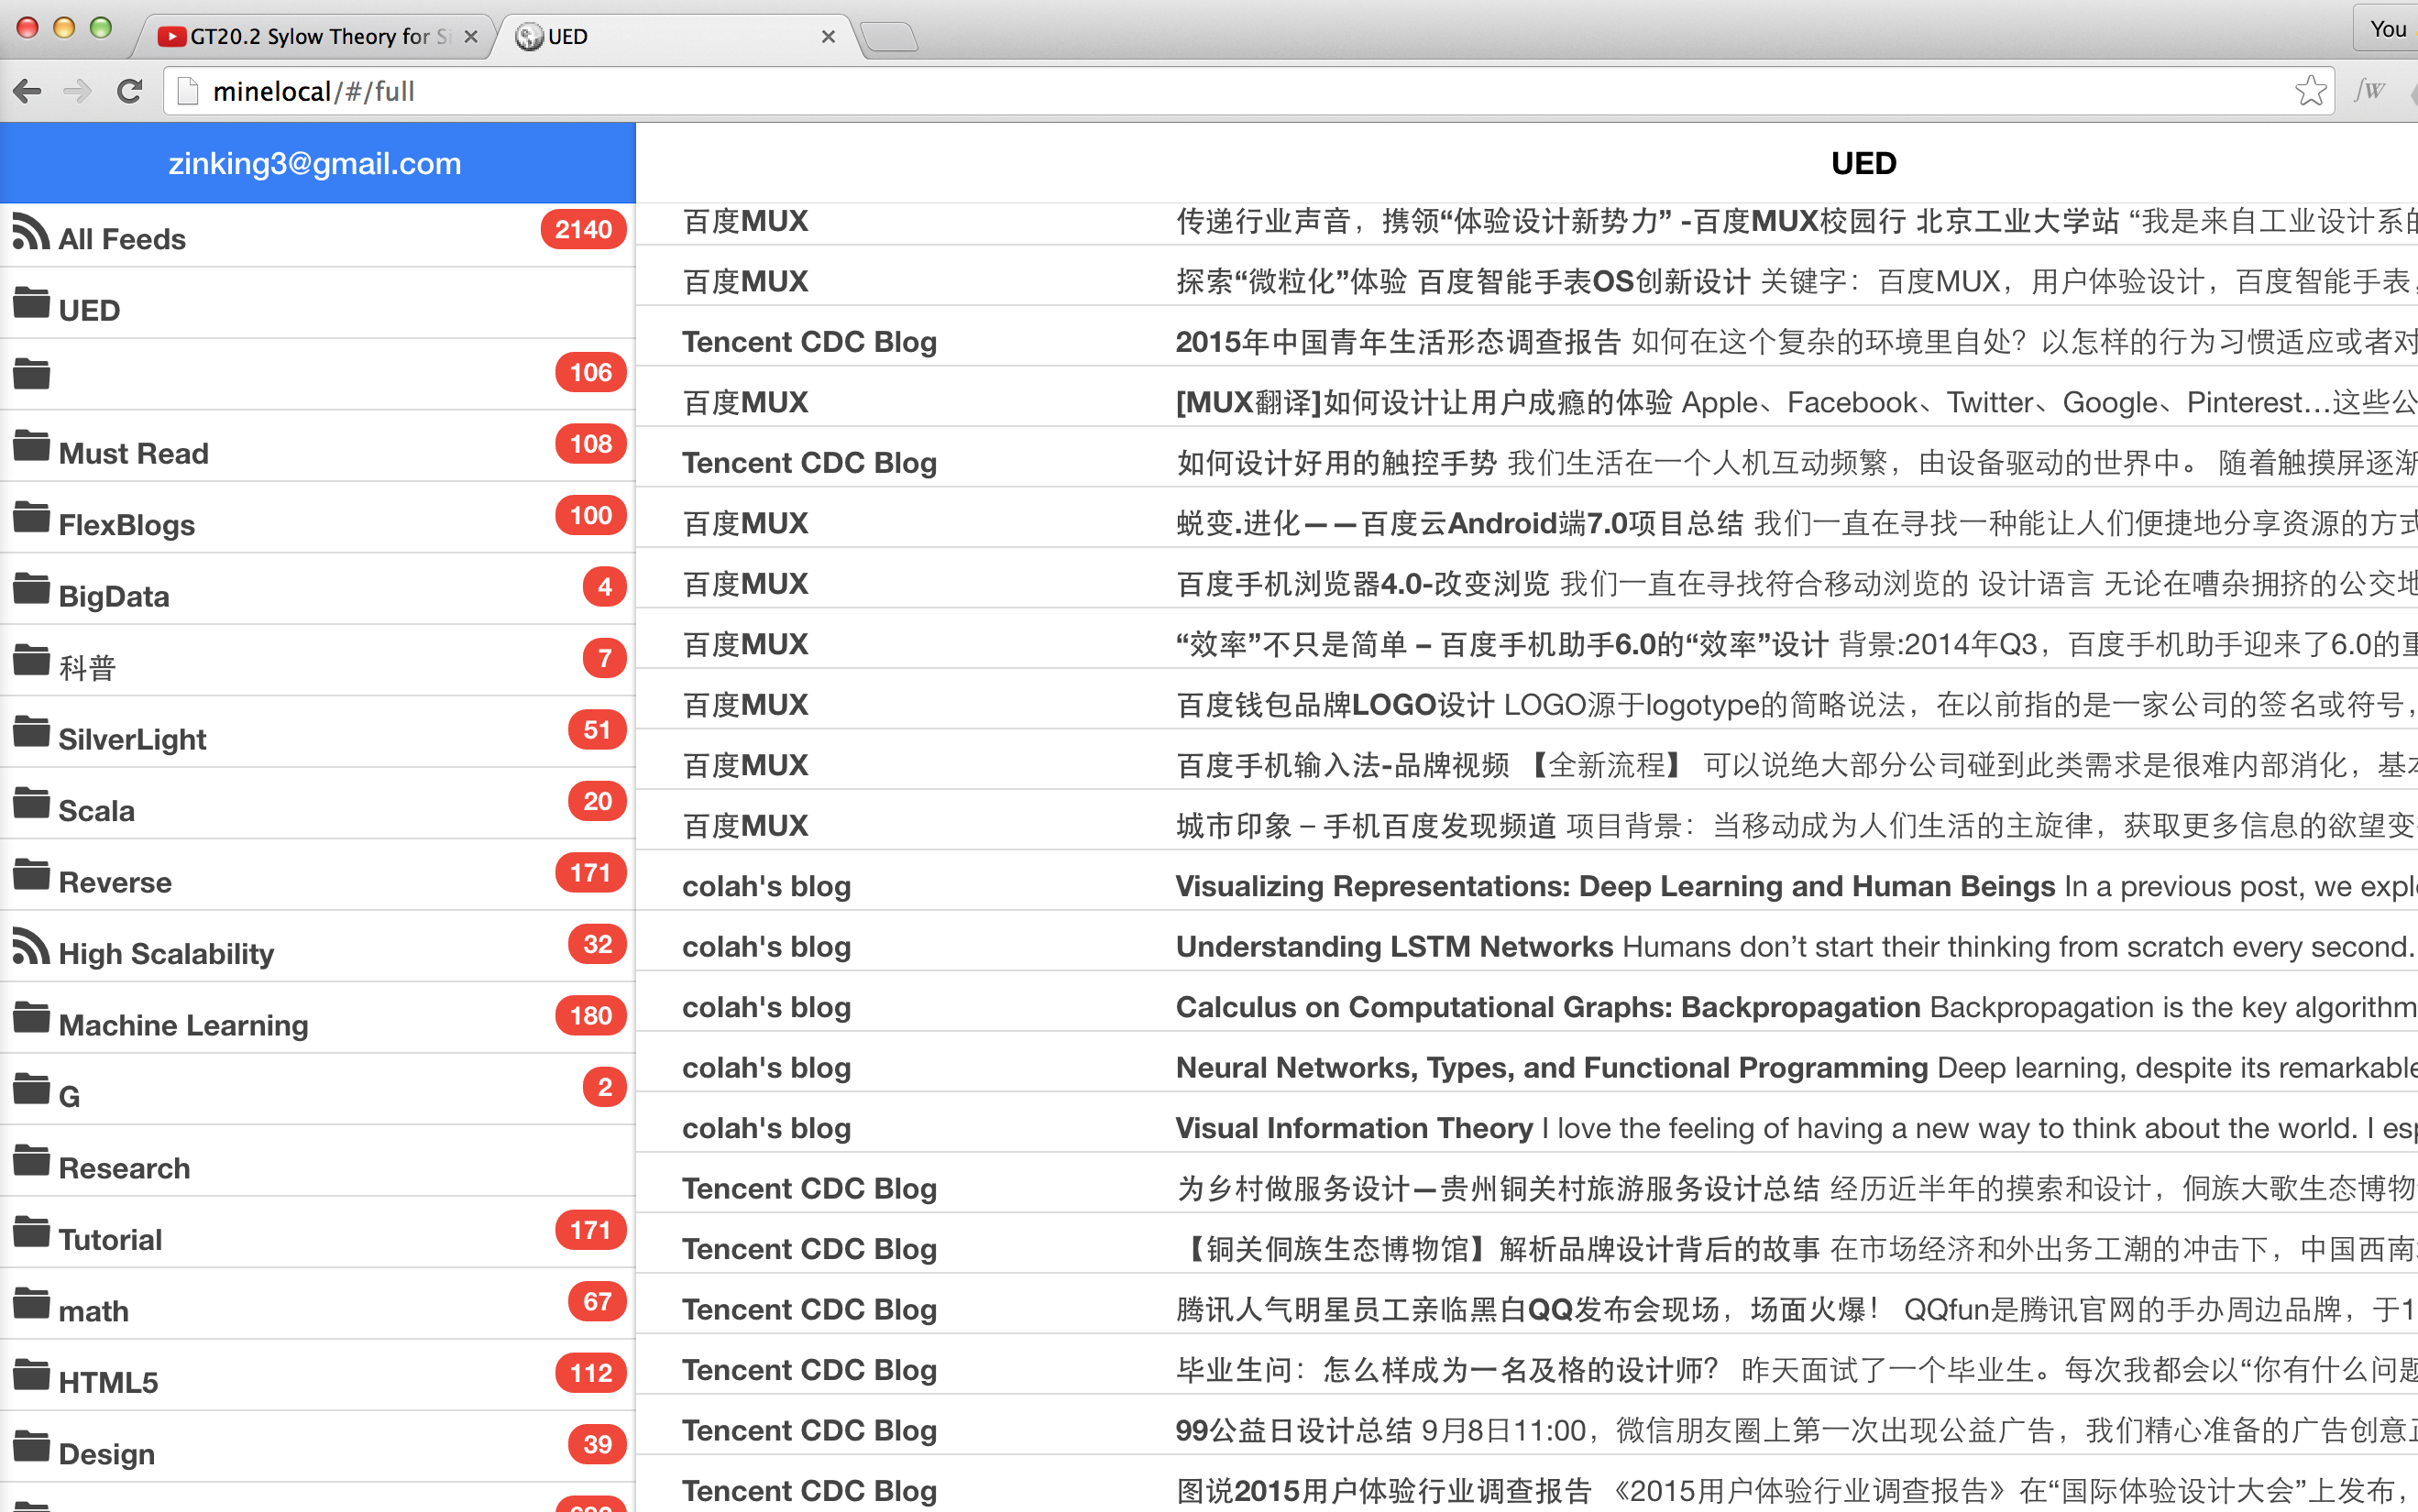 GT20.2 Sylow Theory for Si
UED
You
minelocal/#/full
zinking3@gmail.com
UED
All Feeds 2140
UED
106
Must Read 108
FlexBlogs 100
BigData 4
科普 7
SilverLight 51
Scala 20
Reverse 171
High Scalability 32
Machine Learning 180
G 2
Research
Tutorial 171
math 67
HTML5 112
Design 39
百度MUX 传递行业声音，携领“体验设计新势力” -百度MUX校园行 北京工业大学站 “我是来自工业设计系的
百度MUX 探索“微粒化”体验 百度智能手表OS创新设计 关键字：百度MUX，用户体验设计，百度智能手表，
Tencent CDC Blog 2015年中国青年生活形态调查报告 如何在这个复杂的环境里自处？以怎样的行为习惯适应或者对
百度MUX [MUX翻译]如何设计让用户成瘾的体验 Apple、Facebook、Twitter、Google、Pinterest…这些公
Tencent CDC Blog 如何设计好用的触控手势 我们生活在一个人机互动频繁，由设备驱动的世界中。 随着触摸屏逐渐
百度MUX 蜕变.进化——百度云Android端7.0项目总结 我们一直在寻找一种能让人们便捷地分享资源的方式
百度MUX 百度手机浏览器4.0-改变浏览 我们一直在寻找符合移动浏览的 设计语言 无论在嘈杂拥挤的公交地
百度MUX “效率”不只是简单 – 百度手机助手6.0的“效率”设计 背景:2014年Q3，百度手机助手迎来了6.0的重
百度MUX 百度钱包品牌LOGO设计 LOGO源于logotype的简略说法，在以前指的是一家公司的签名或符号，
百度MUX 百度手机输入法-品牌视频 【全新流程】 可以说绝大部分公司碰到此类需求是很难内部消化，基本
百度MUX 城市印象 – 手机百度发现频道 项目背景：当移动成为人们生活的主旋律，获取更多信息的欲望变
colah's blog Visualizing Representations: Deep Learning and Human Beings In a previous post, we expl
colah's blog Understanding LSTM Networks Humans don’t start their thinking from scratch every second.
colah's blog Calculus on Computational Graphs: Backpropagation Backpropagation is the key algorithm
colah's blog Neural Networks, Types, and Functional Programming Deep learning, despite its remarkable
colah's blog Visual Information Theory I love the feeling of having a new way to think about the world. I esp
Tencent CDC Blog 为乡村做服务设计—贵州铜关村旅游服务设计总结 经历近半年的摸索和设计，侗族大歌生态博物
Tencent CDC Blog 【铜关侗族生态博物馆】解析品牌设计背后的故事 在市场经济和外出务工潮的冲击下，中国西南
Tencent CDC Blog 腾讯人气明星员工亲临黑白QQ发布会现场，场面火爆！ QQfun是腾讯官网的手办周边品牌，于1
Tencent CDC Blog 毕业生问：怎么样成为一名及格的设计师？ 昨天面试了一个毕业生。每次我都会以“你有什么问题
Tencent CDC Blog 99公益日设计总结 9月8日11:00，微信朋友圈上第一次出现公益广告，我们精心准备的广告创意正
Tencent CDC Blog 图说2015用户体验行业调查报告 《2015用户体验行业调查报告》在“国际体验设计大会”上发布，